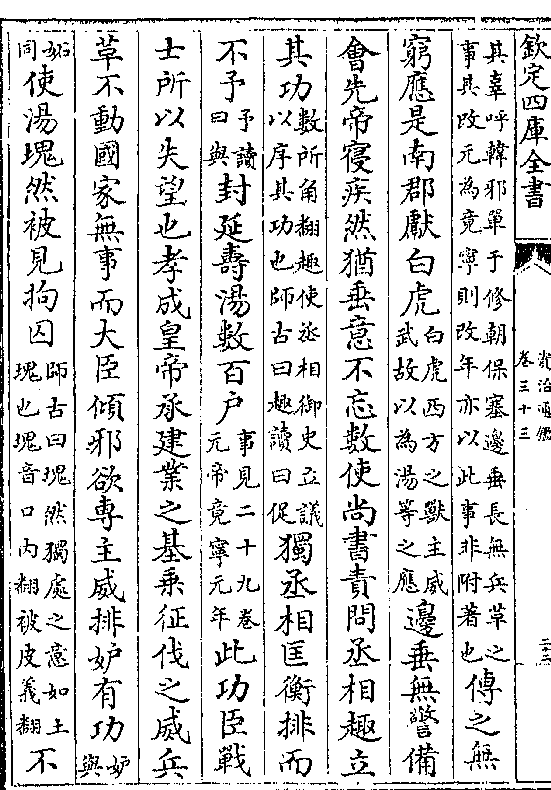 欽定四庫全書
資治通鑑
卷三十三
其辜呼韓邪單于修朝保塞邊垂長無兵草之
事其改元為竟寧則改年亦以此事非附著也
傳之無
窮應是南郡獻白虎
白虎西方之獸主威
武故以為湯等之應
邊垂無警備
會先帝寑疾然猶垂意不忘數使尚書責問丞相趣立
其功
數所角翻趣使丞相御史立議
以序其功也師古曰趣讀曰促
獨丞相匡衡排而
不予
予讀
曰與
封延壽湯數百户
事見二十九卷
元帝竟寧元年
此功臣戰
士所以失望也孝成皇帝承建業之基乘征伐之威兵
草不動國家無事而大臣傾邪欲專主威排妒有功
妒
與
妬
同
使湯塊然被見拘囚
師古曰塊然獨處之意如土
塊也塊音口内翻被皮義翻
不